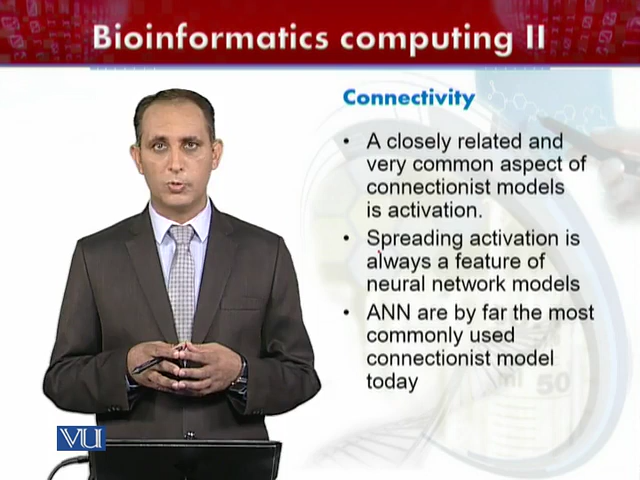 Bioinformatics computing II
Connectivity
• A closely related and
very common aspect of
connectionist models
is activation.
• Spreading activation is
always a feature of
neural network models
• ANN are by far the most
commonly used
connectionist model
today
50
VU